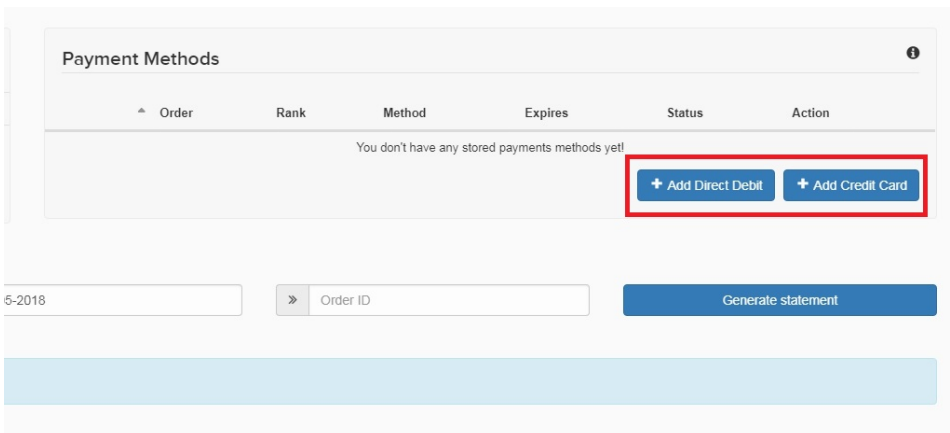 Payment Methods
Order Rank Method Expires Status Action
You don't have any stored payments methods yet!
+ Add Direct Debit + Add Credit Card
05-2018 » Order ID Generate statement